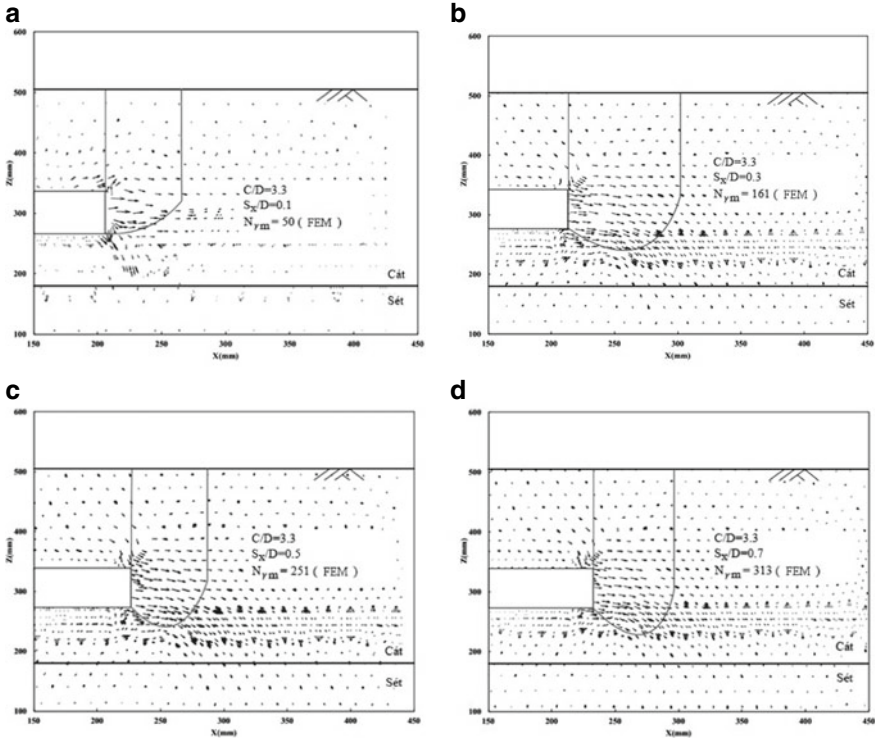 a
600
500
400
300
200
100
Z(mm)
C/D=3.3
Sx/D=0.1
Nγm = 50 ( FEM )
Cát
Sét
150 200 250 300 350 400 450
X(mm)
b
600
500
400
300
200
100
Z(mm)
C/D=3.3
Sx/D=0.3
Nγm = 161 ( FEM )
Cát
Sét
150 200 250 300 350 400 450
X(mm)
c
600
500
400
300
200
100
Z(mm)
C/D=3.3
Sx/D=0.5
Nγm = 251 ( FEM )
Cát
Sét
150 200 250 300 350 400 450
X(mm)
d
600
500
400
300
200
100
Z(mm)
C/D=3.3
Sx/D=0.7
Nγm = 313 ( FEM )
Cát
Sét
150 200 250 300 350 400 450
X(mm)